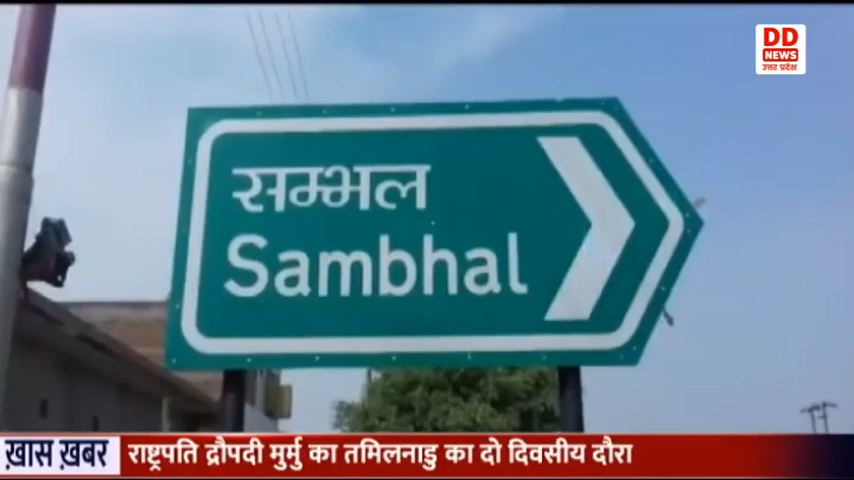 DD
NEWS
उत्तर प्रदेश
सम्भल
Sambhal
ख़ास ख़बर
राष्ट्रपति द्रौपदी मुर्मु का तमिलनाडु का दो दिवसीय दौरा